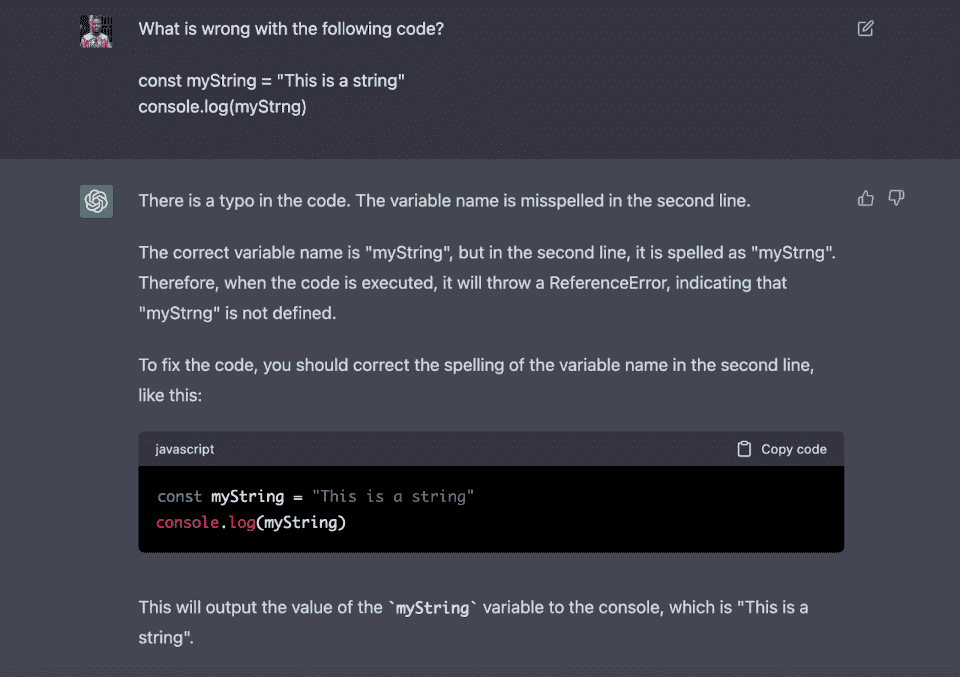 What is wrong with the following code?
const myString = "This is a string"
console.log(myStrng)
There is a typo in the code. The variable name is misspelled in the second line.
The correct variable name is "myString", but in the second line, it is spelled as "myStrng".
Therefore, when the code is executed, it will throw a ReferenceError, indicating that
"myStrng" is not defined.
To fix the code, you should correct the spelling of the variable name in the second line,
like this:
javascript Copy code
const myString = "This is a string"
console.log(myString)
This will output the value of the `myString` variable to the console, which is "This is a
string".